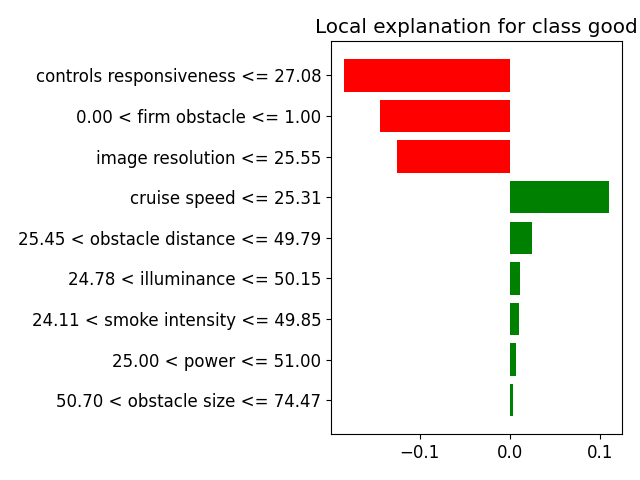 Local explanation for class good
controls responsiveness <= 27.08
0.00 < firm obstacle <= 1.00
image resolution <= 25.55
cruise speed <= 25.31
25.45 < obstacle distance <= 49.79
24.78 < illuminance <= 50.15
24.11 < smoke intensity <= 49.85
25.00 < power <= 51.00
50.70 < obstacle size <= 74.47
−0.1 0.0 0.1